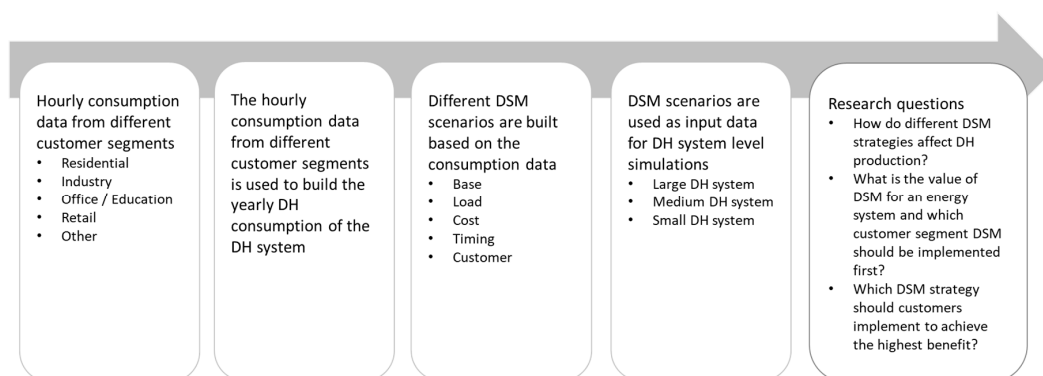 Hourly consumption
data from different
customer segments
• Residential
• Industry
• Office / Education
• Retail
• Other
The hourly
consumption data
from different
customer segments
is used to build the
yearly DH
consumption of the
DH system
Different DSM
scenarios are built
based on the
consumption data
• Base
• Load
• Cost
• Timing
• Customer
DSM scenarios are
used as input data
for DH system level
simulations
• Large DH system
• Medium DH system
• Small DH system
Research questions
• How do different DSM
strategies affect DH
production?
• What is the value of
DSM for an energy
system and which
customer segment DSM
should be implemented
first?
• Which DSM strategy
should customers
implement to achieve
the highest benefit?